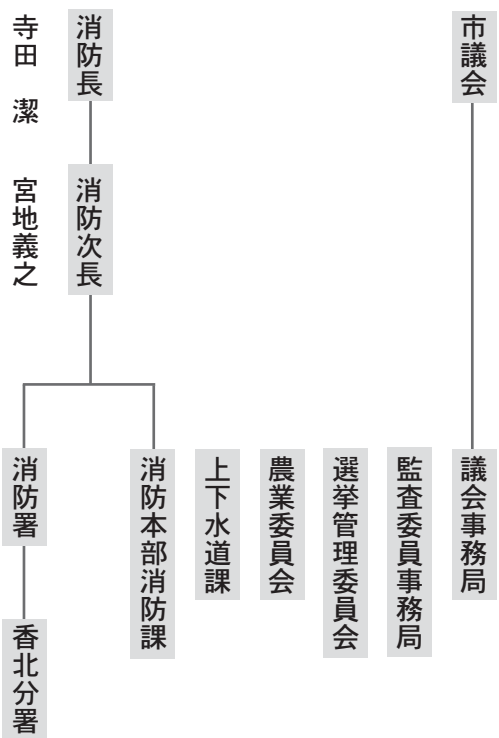 市議会
議会事務局
監査委員事務局
選挙管理委員会
農業委員会
上下水道課
消防長
寺田 潔
消防次長
宮地義之
消防本部消防課
消防署
香北分署